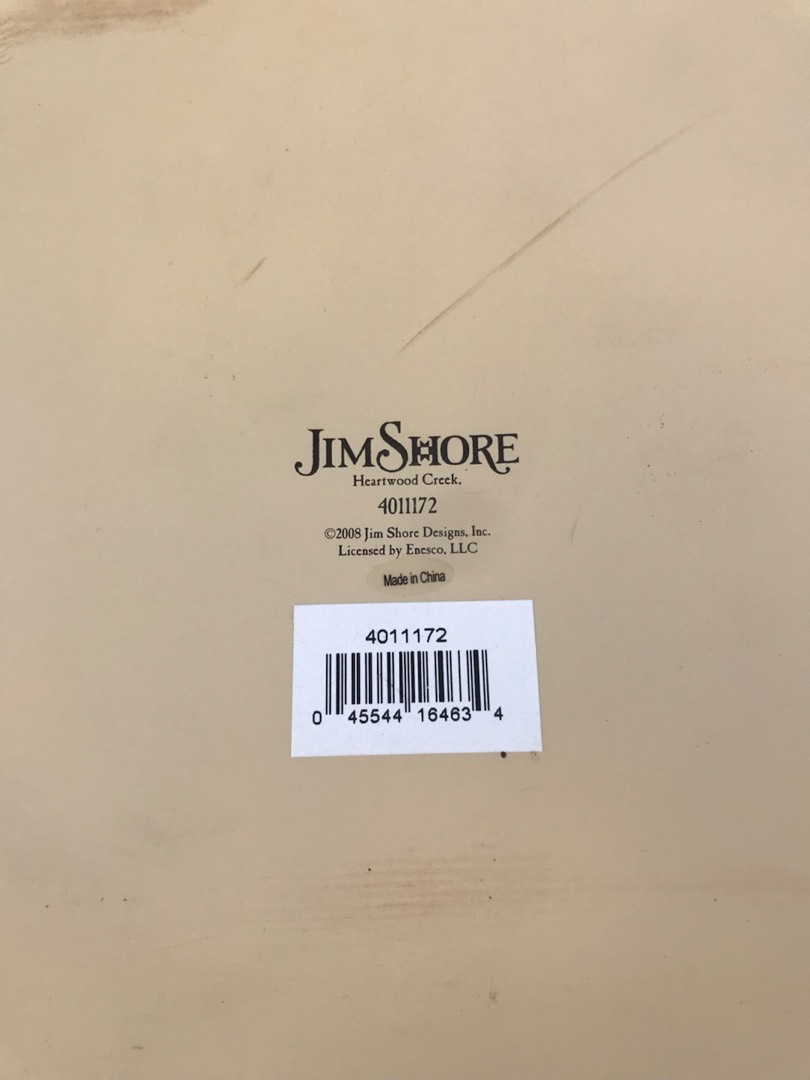 JIM SHORE
Heartwood Creek.
4011172
©2008 Jim Shore Designs, Inc.
Licensed by Enesco, LLC
Made in China
4011172
0 45544 16463 4